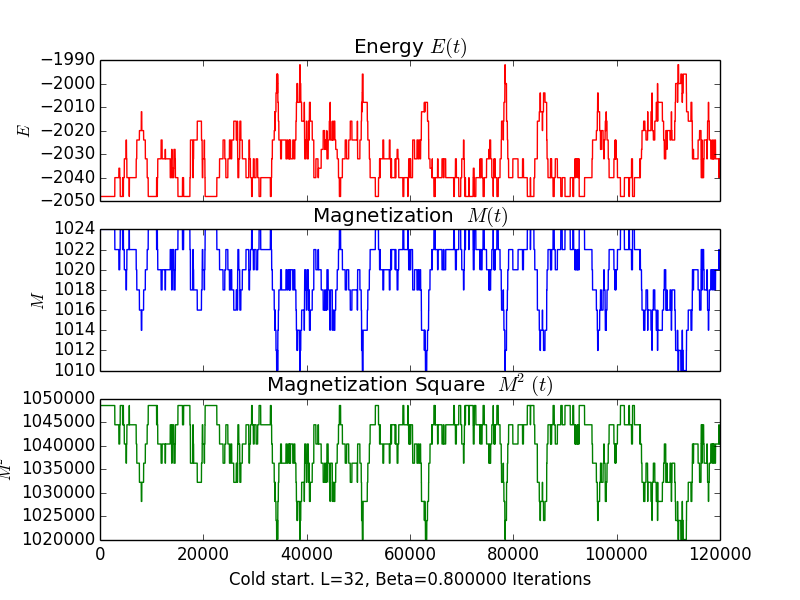 Energy E(t)
−1990
−2000
−2010
−2020
−2030
−2040
−2050
E
Magnetization M(t)
1024
1022
1020
1018
1016
1014
1012
1010
M
Magnetization Square M² (t)
1050000
1045000
1040000
1035000
1030000
1025000
1020000
M²
0 20000 40000 60000 80000 100000 120000
Cold start. L=32, Beta=0.800000 Iterations